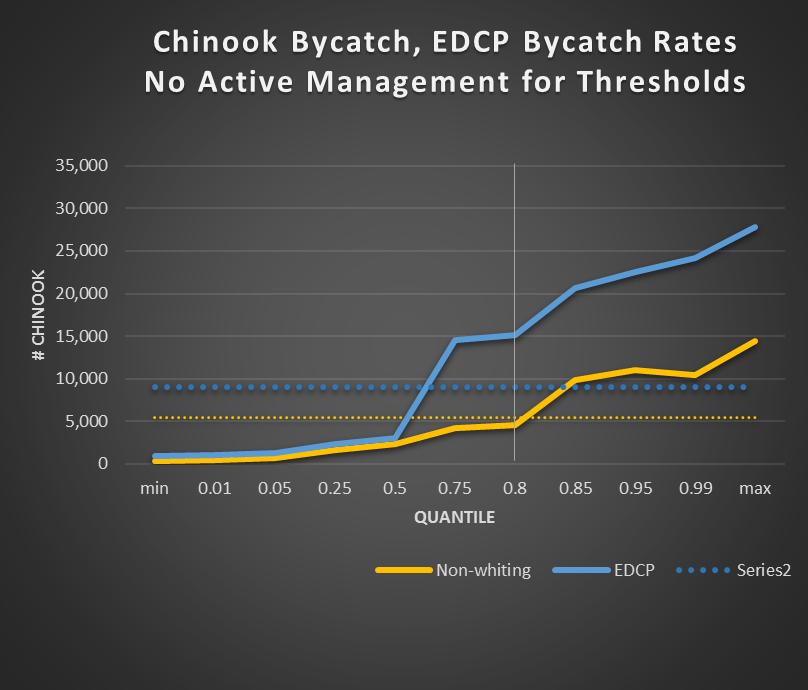 Chinook Bycatch, EDCP Bycatch Rates
No Active Management for Thresholds
35,000
30,000
25,000
20,000
15,000
10,000
5,000
0
# CHINOOK
min 0.01 0.05 0.25 0.5 0.75 0.8 0.85 0.95 0.99 max
QUANTILE
Non-whiting EDCP Series2